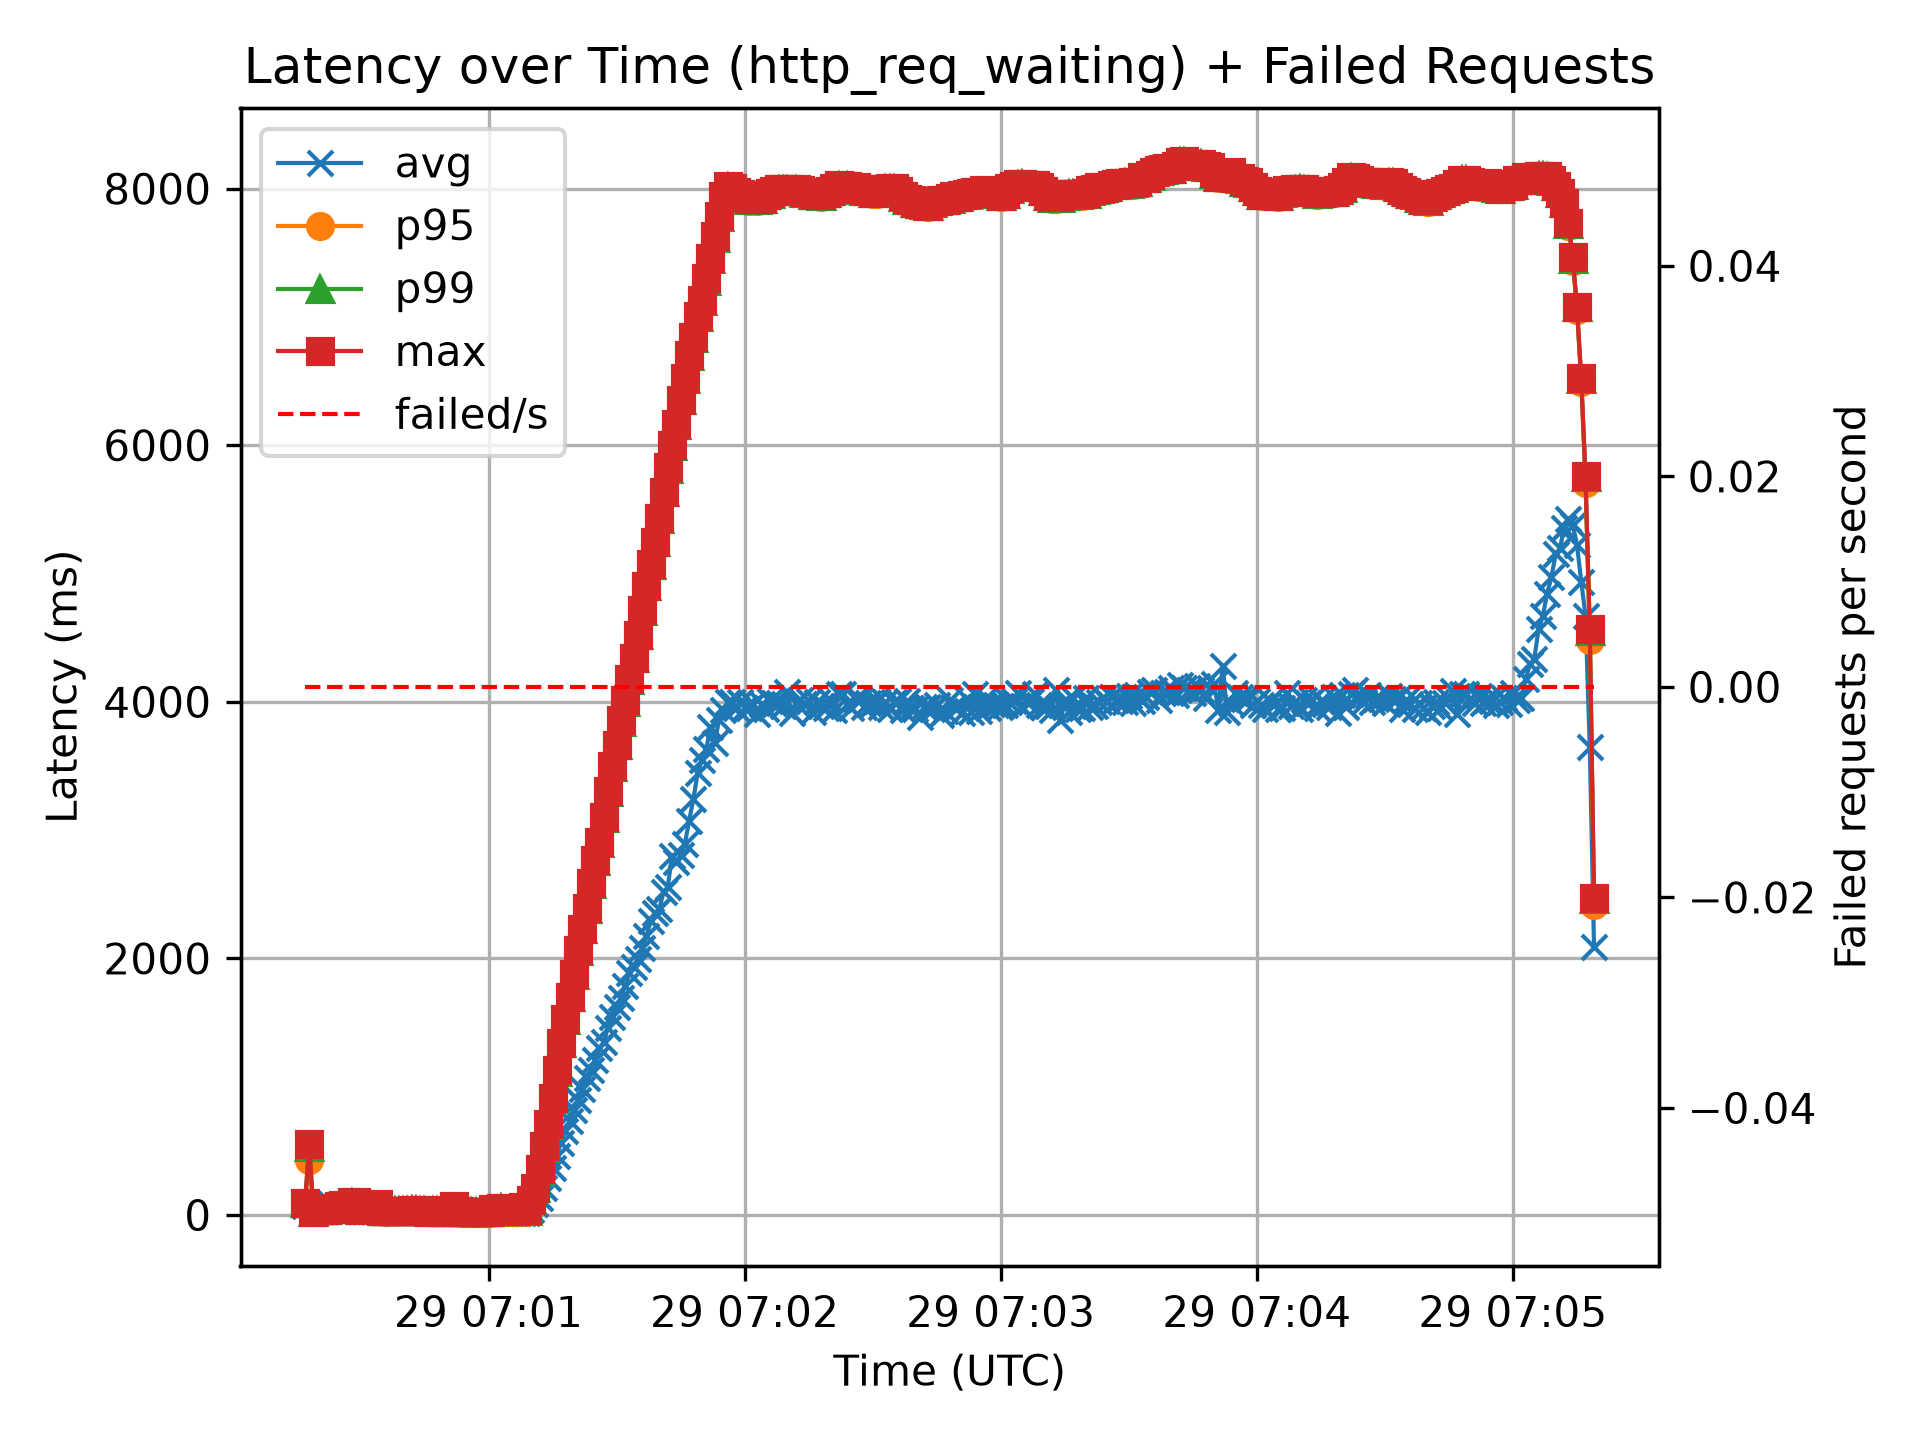 Latency over Time (http_req_waiting) + Failed Requests
avg
p95
p99
max
failed/s
8000
6000
4000
2000
0
Latency (ms)
0.04
0.02
0.00
−0.02
−0.04
Failed requests per second
29 07:01
29 07:02
29 07:03
29 07:04
29 07:05
Time (UTC)